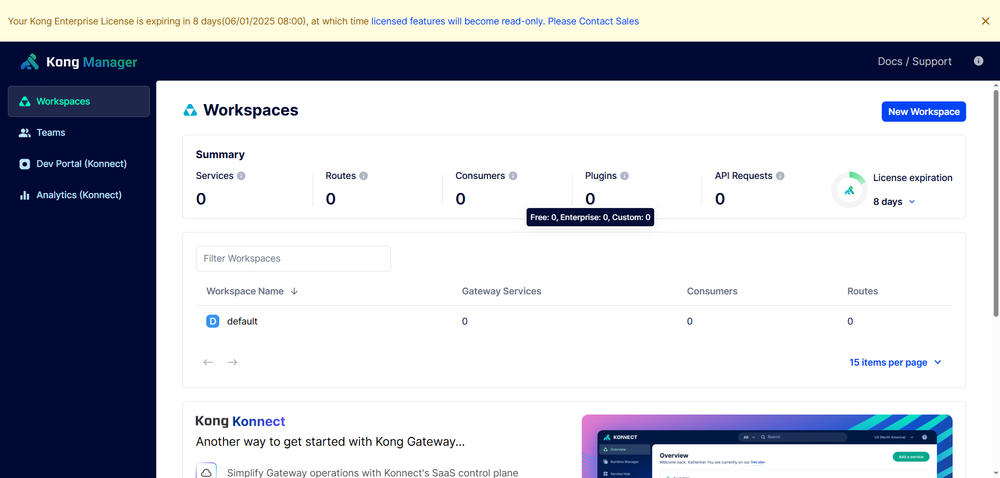 Your Kong Enterprise License is expiring in 8 days(06/01/2025 08:00), at which time licensed features will become read-only. Please Contact Sales
Kong Manager
Docs / Support
Workspaces
Teams
Dev Portal (Konnect)
Analytics (Konnect)
Workspaces
New Workspace
Summary
Services
0
Routes
0
Consumers
0
Plugins
0
API Requests
0
License expiration
8 days
Free: 0, Enterprise: 0, Custom: 0
Filter Workspaces
Workspace Name Gateway Services Consumers Routes
D default 0 0 0
15 items per page
Kong Konnect
Another way to get started with Kong Gateway...
Simplify Gateway operations with Konnect's SaaS control plane
KONNECT
All
Search
US (North America)
Overview
Runtime Manager
Service Hub
Overview
Welcome back, Katherine! You are currently on our free plan
Add a service